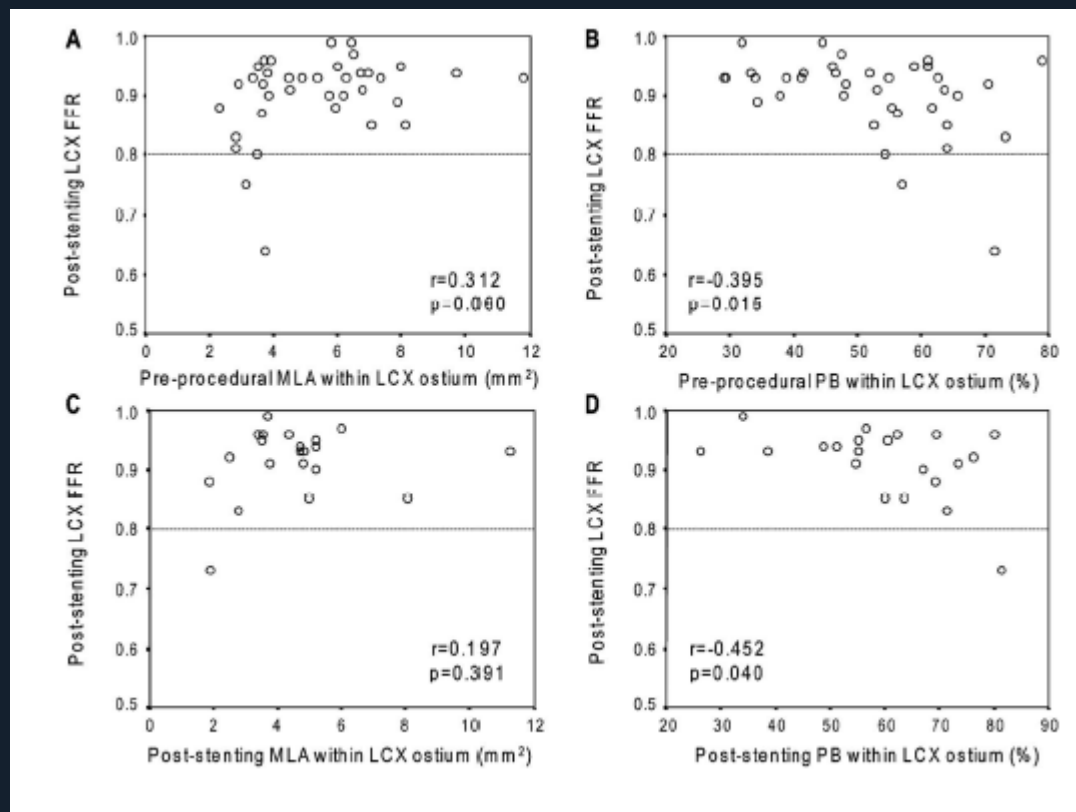 A
Post-stenting LCX FFR
1.0
0.9
0.8
0.7
0.6
0.5
r=0.312
p=0.060
0 2 4 6 8 10 12
Pre-procedural MLA within LCX ostium (mm²)
B
Post-stenting LCX FFR
1.0
0.9
0.8
0.7
0.6
0.5
r=-0.395
p=0.015
20 30 40 50 60 70 80
Pre-procedural PB within LCX ostium (%)
C
Post-stenting LCX FFR
1.0
0.9
0.8
0.7
0.6
0.5
r=0.197
p=0.391
0 2 4 6 8 10 12
Post-stenting MLA within LCX ostium (mm²)
D
Post-stenting LCX FFR
1.0
0.9
0.8
0.7
0.6
0.5
r=-0.452
p=0.040
20 30 40 50 60 70 80 90
Post-stenting PB within LCX ostium (%)